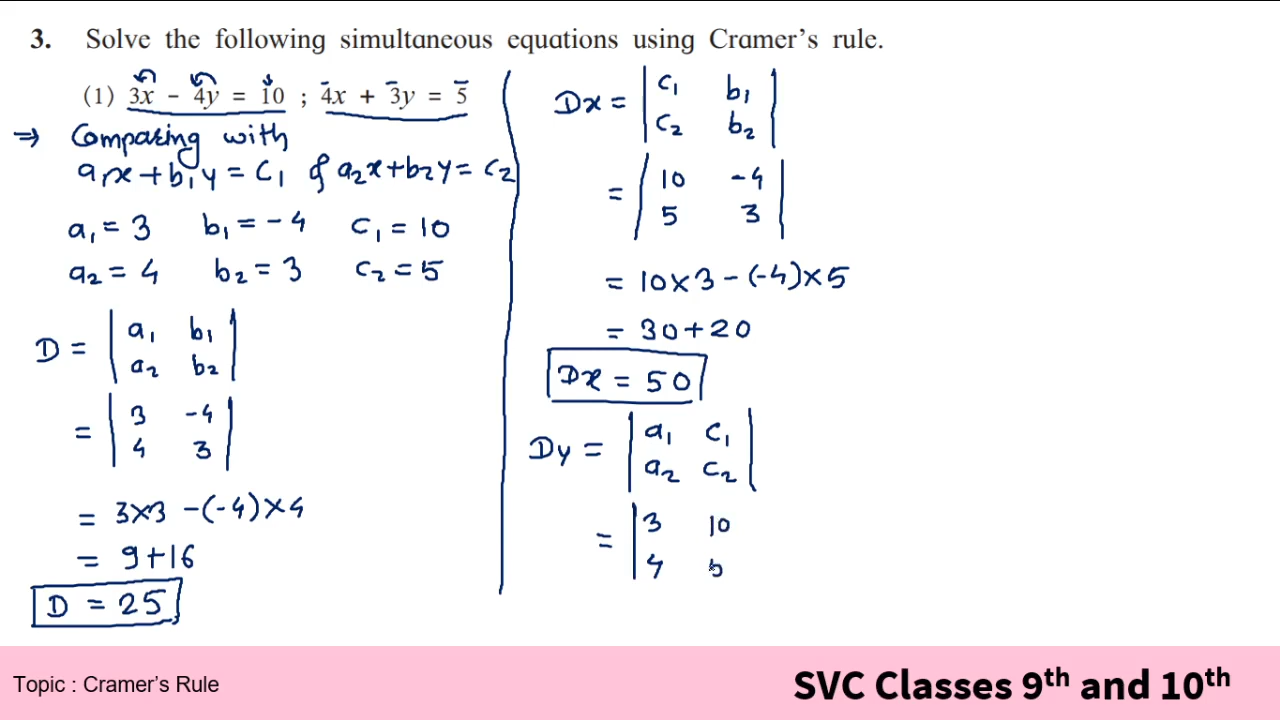 3. Solve the following simultaneous equations using Cramer's rule.
(1) 3x - 4y = 10 ; 4x + 3y = 5
⇒ Comparing with
a₁x + b₁y = c₁ & a₂x + b₂y = c₂
a₁ = 3 b₁ = -4 c₁ = 10
a₂ = 4 b₂ = 3 c₂ = 5
D = | a₁ b₁ |
| a₂ b₂ |
= | 3 -4 |
| 4 3 |
= 3×3 -(-4)×4
= 9+16
D = 25
Dx = | c₁ b₁ |
| c₂ b₂ |
= | 10 -4 |
| 5 3 |
= 10×3 - (-4)×5
= 30+20
Dx = 50
Dy = | a₁ c₁ |
| a₂ c₂ |
= | 3 10
| 4 5
Topic : Cramer's Rule
SVC Classes 9th and 10th